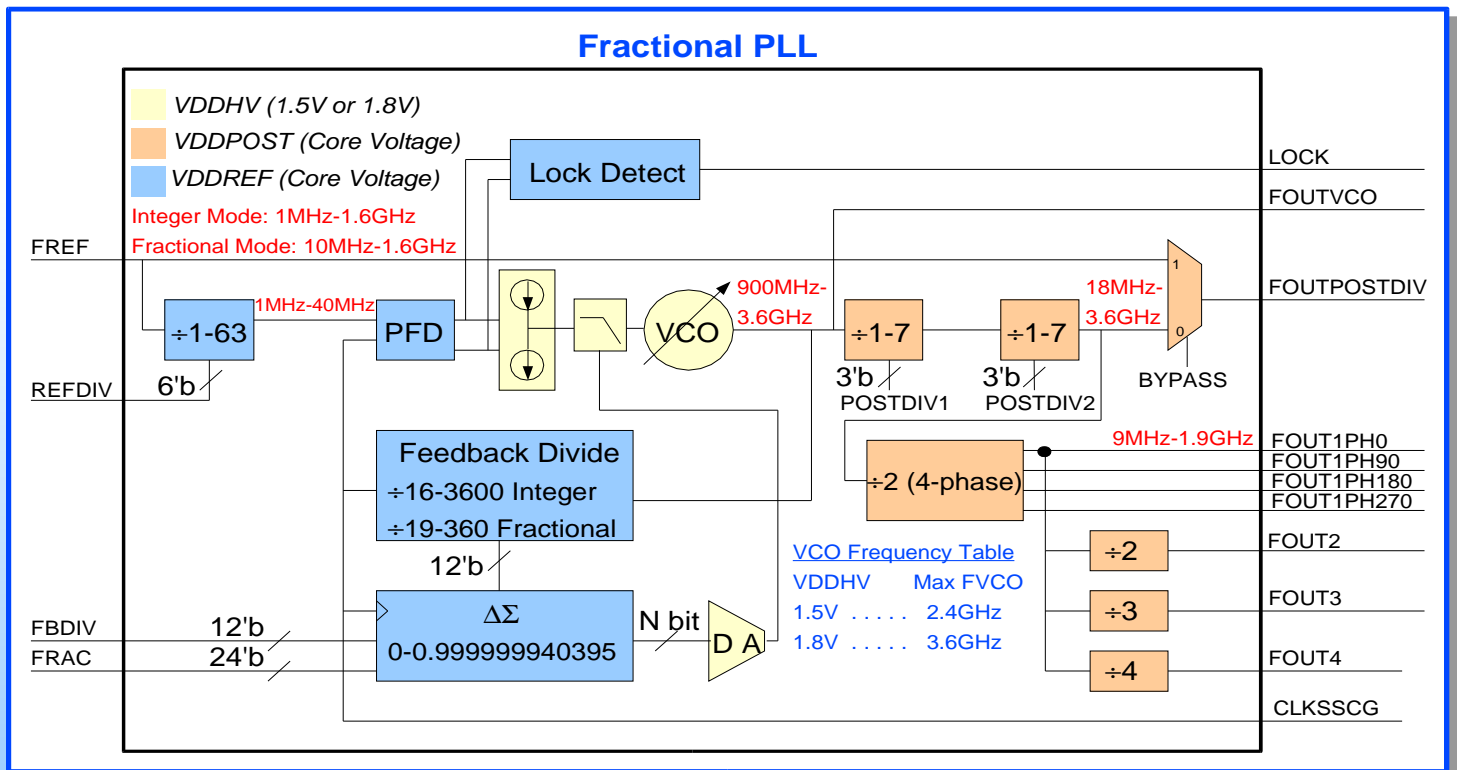 Fractional PLL
VDDHV (1.5V or 1.8V)
VDDPOST (Core Voltage)
VDDREF (Core Voltage)
Integer Mode: 1MHz-1.6GHz
Fractional Mode: 10MHz-1.6GHz
FREF
REFDIV
6'b
÷1-63
1MHz-40MHz
PFD
Lock Detect
VCO
900MHz-
3.6GHz
÷1-7
3'b
POSTDIV1
÷1-7
3'b
POSTDIV2
18MHz-
3.6GHz
1
0
BYPASS
LOCK
FOUTVCO
FOUTPOSTDIV
Feedback Divide
÷16-3600 Integer
÷19-360 Fractional
12'b
ΔΣ
0-0.999999940395
FBDIV
12'b
FRAC
24'b
N bit
D A
÷2 (4-phase)
9MHz-1.9GHz
FOUT1PH0
FOUT1PH90
FOUT1PH180
FOUT1PH270
VCO Frequency Table
VDDHV Max FVCO
1.5V . . . . . 2.4GHz
1.8V . . . . . 3.6GHz
÷2
FOUT2
÷3
FOUT3
÷4
FOUT4
CLKSSCG